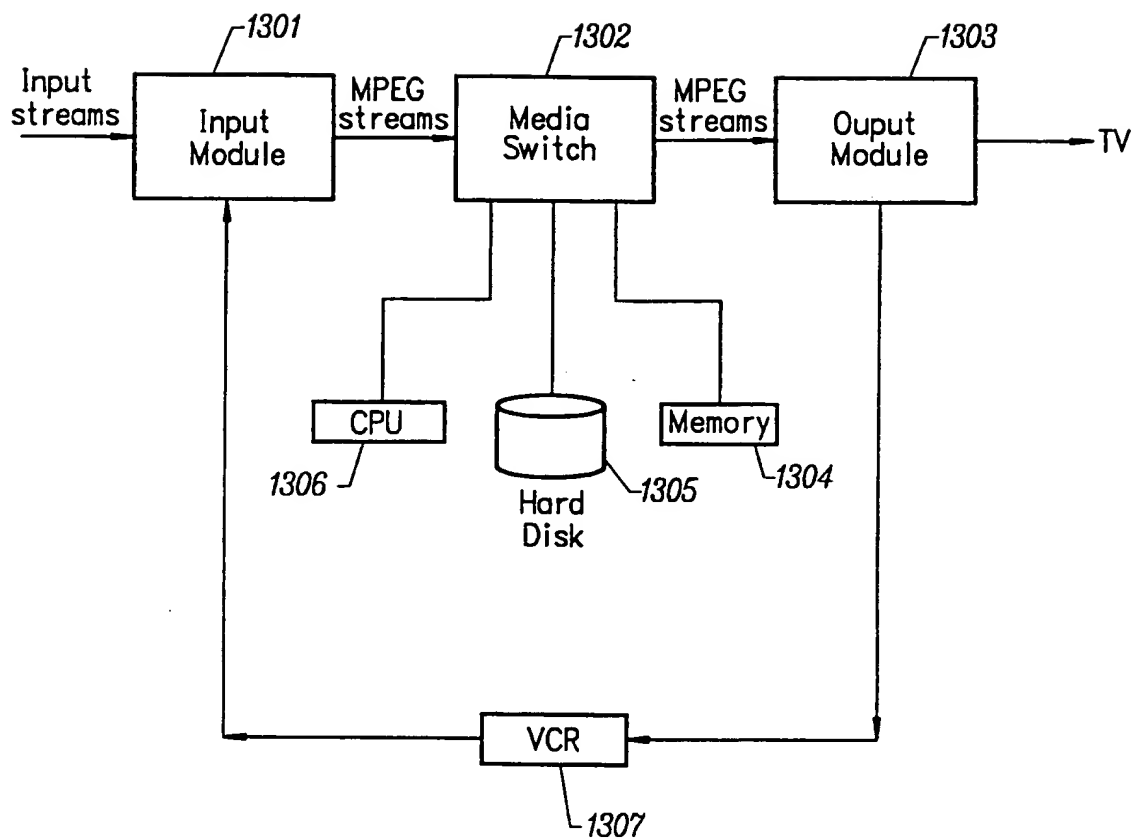 1301
1302
1303
Input
streams
Input
Module
MPEG
streams
Media
Switch
MPEG
streams
Ouput
Module
TV
CPU
1306
Hard
Disk
1305
Memory
1304
VCR
1307